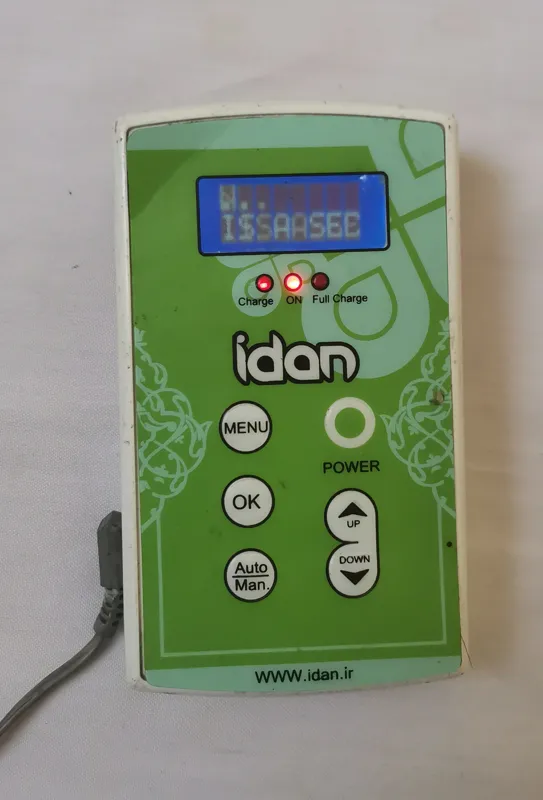 Charge ON Full Charge
idan
MENU
POWER
OK
UP
DOWN
Auto
Man.
WWW.idan.ir